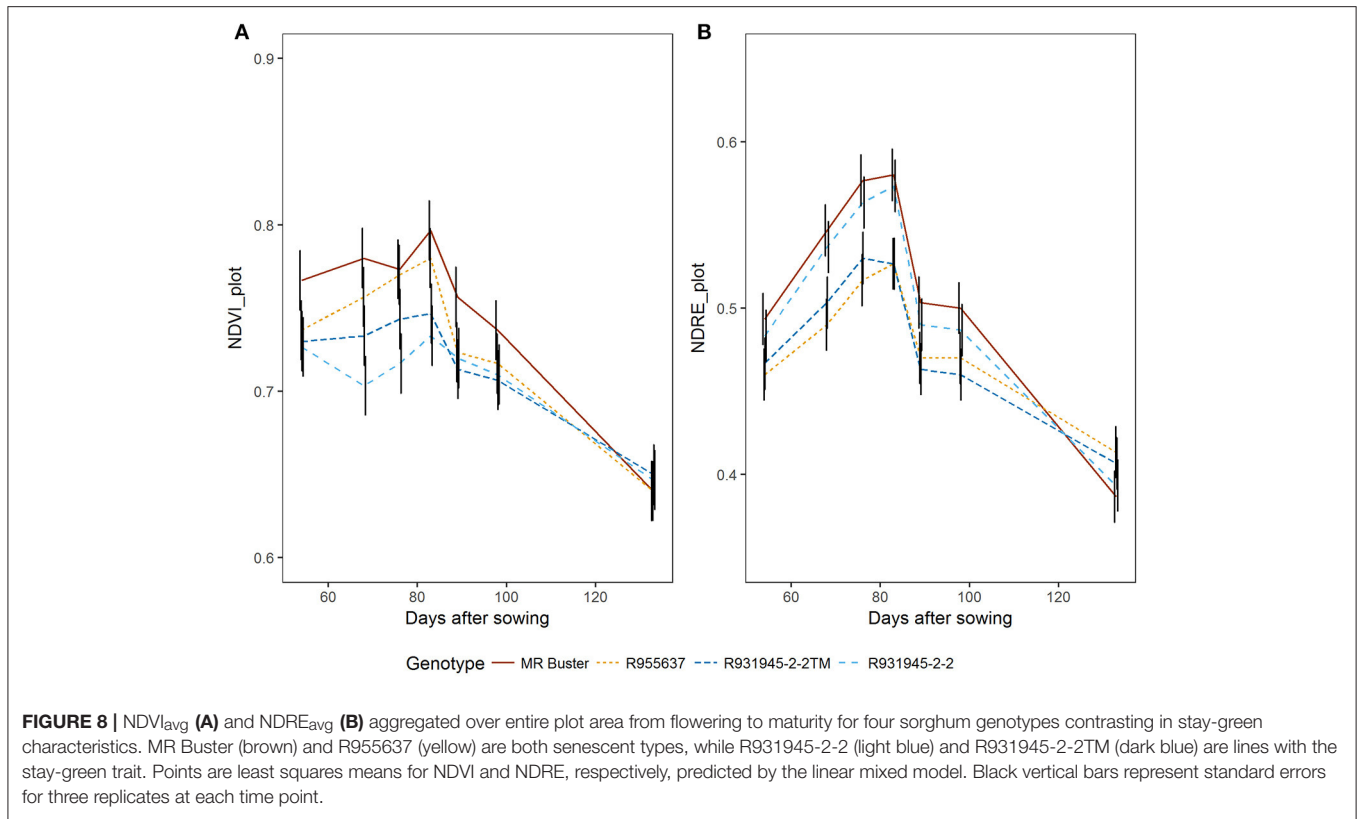 A
0.9
0.8
0.7
0.6
NDVI_plot
60 80 100 120
Days after sowing
B
0.6
0.5
0.4
NDRE_plot
60 80 100 120
Days after sowing
Genotype MR Buster R955637 R931945-2-2TM R931945-2-2
FIGURE 8 | NDVIavg (A) and NDREavg (B) aggregated over entire plot area from flowering to maturity for four sorghum genotypes contrasting in stay-green
characteristics. MR Buster (brown) and R955637 (yellow) are both senescent types, while R931945-2-2 (light blue) and R931945-2-2TM (dark blue) are lines with the
stay-green trait. Points are least squares means for NDVI and NDRE, respectively, predicted by the linear mixed model. Black vertical bars represent standard errors
for three replicates at each time point.